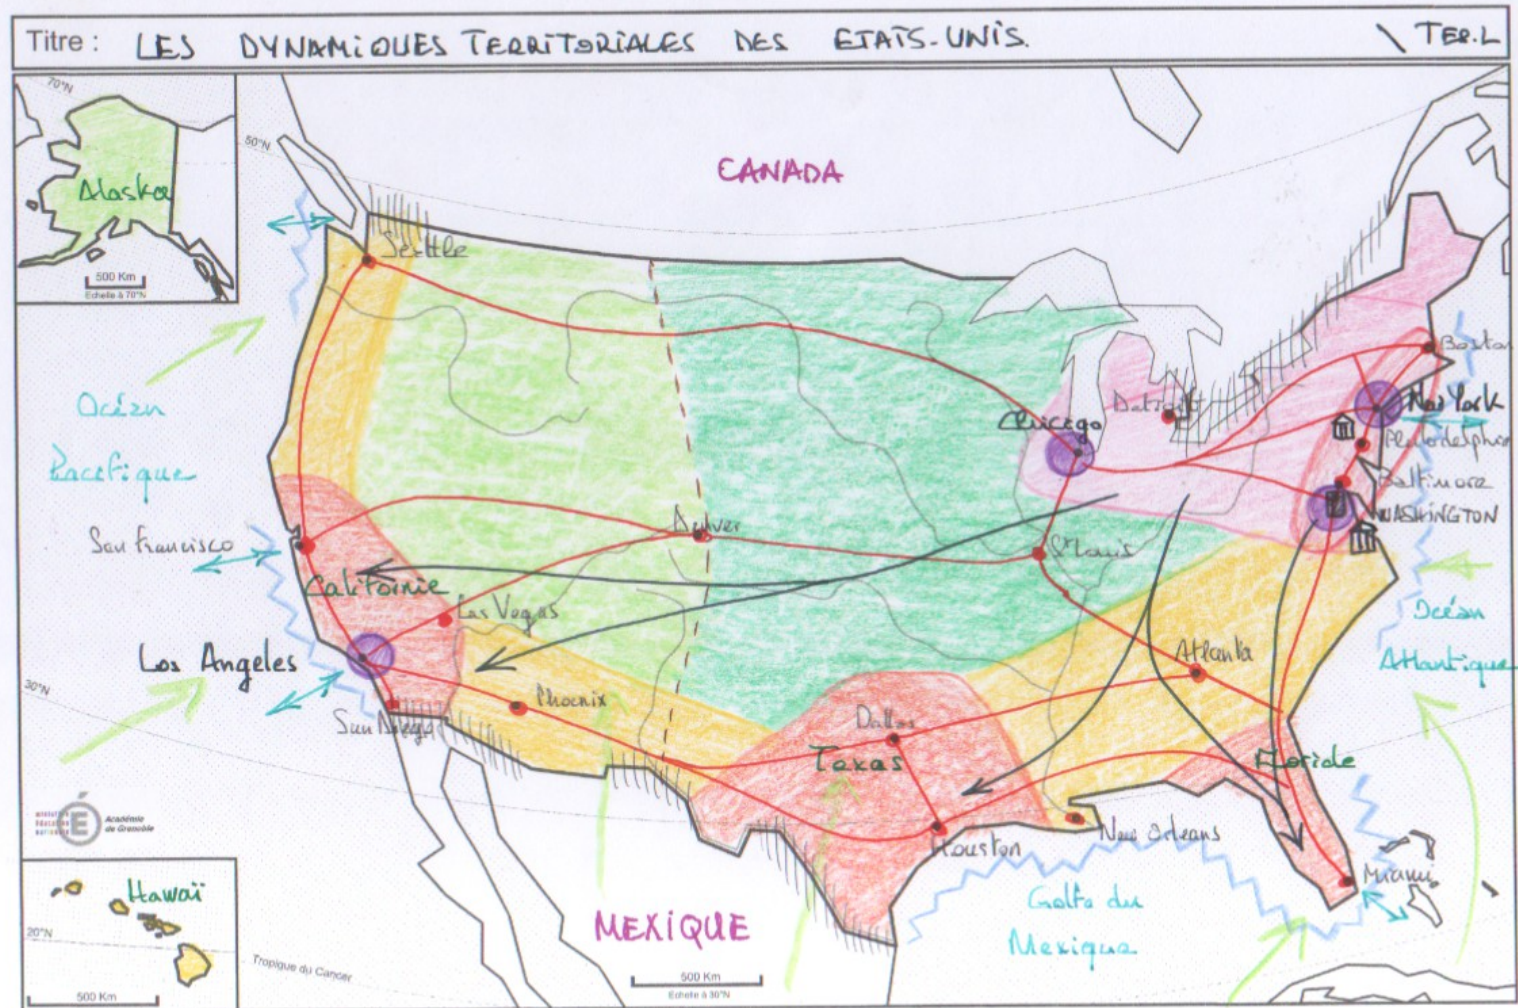 Titre : LES DYNAMIQUES TERRITORIALES DES ETATS-UNIS.
TER.L
70°N
50°N
Alaska
500 Km
Echelle à 70°N
CANADA
Seattle
Océan
Pacifique
Boston
New York
Detroit
Chicago
Philadelphie
Baltimore
WASHINGTON
San Francisco
Denver
St Louis
Californie
Las Vegas
Océan
Atlantique
Los Angeles
30°N
Atlanta
Phoenix
San Diego
Dallas
Texas
Floride
Académie
de Grenoble
Houston
New Orleans
Miami
Hawaï
20°N
MEXIQUE
Golfe du
Mexique
Tropique du Cancer
500 Km
500 Km
Echelle à 30°N